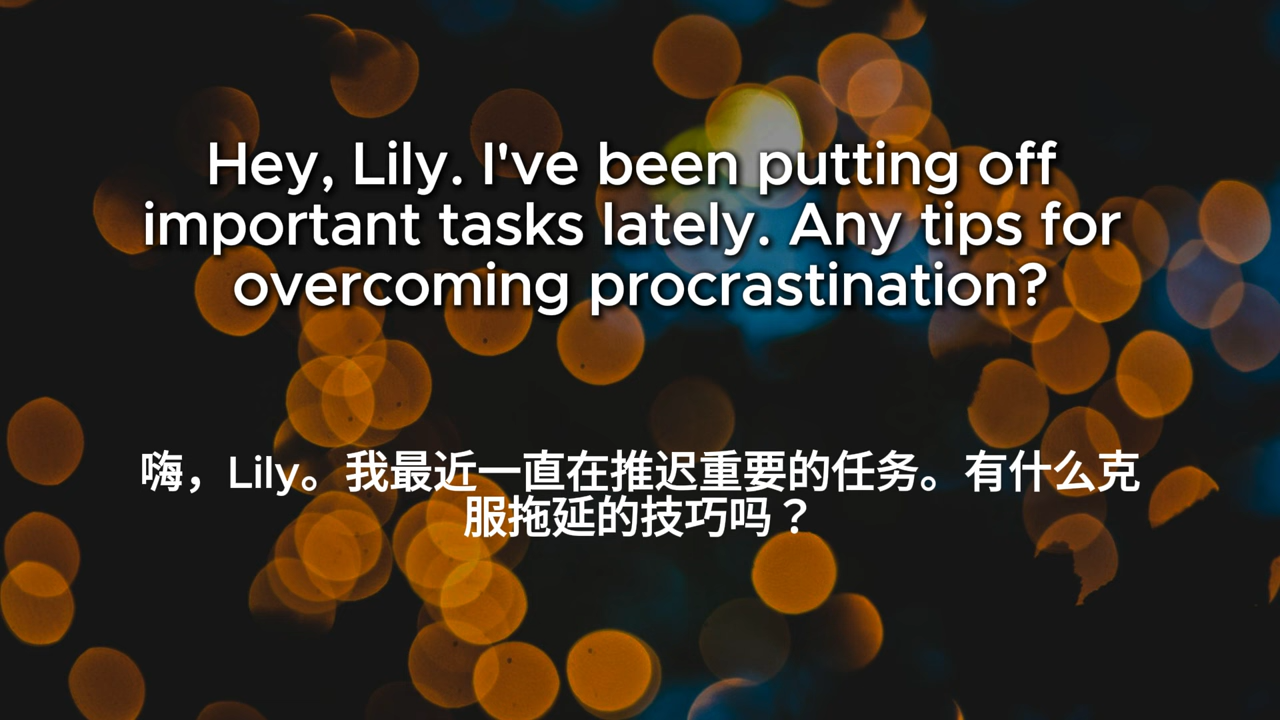 Hey, Lily. I've been putting off
important tasks lately. Any tips for
overcoming procrastination?
嗨，Lily。我最近一直在推迟重要的任务。有什么克
服拖延的技巧吗？